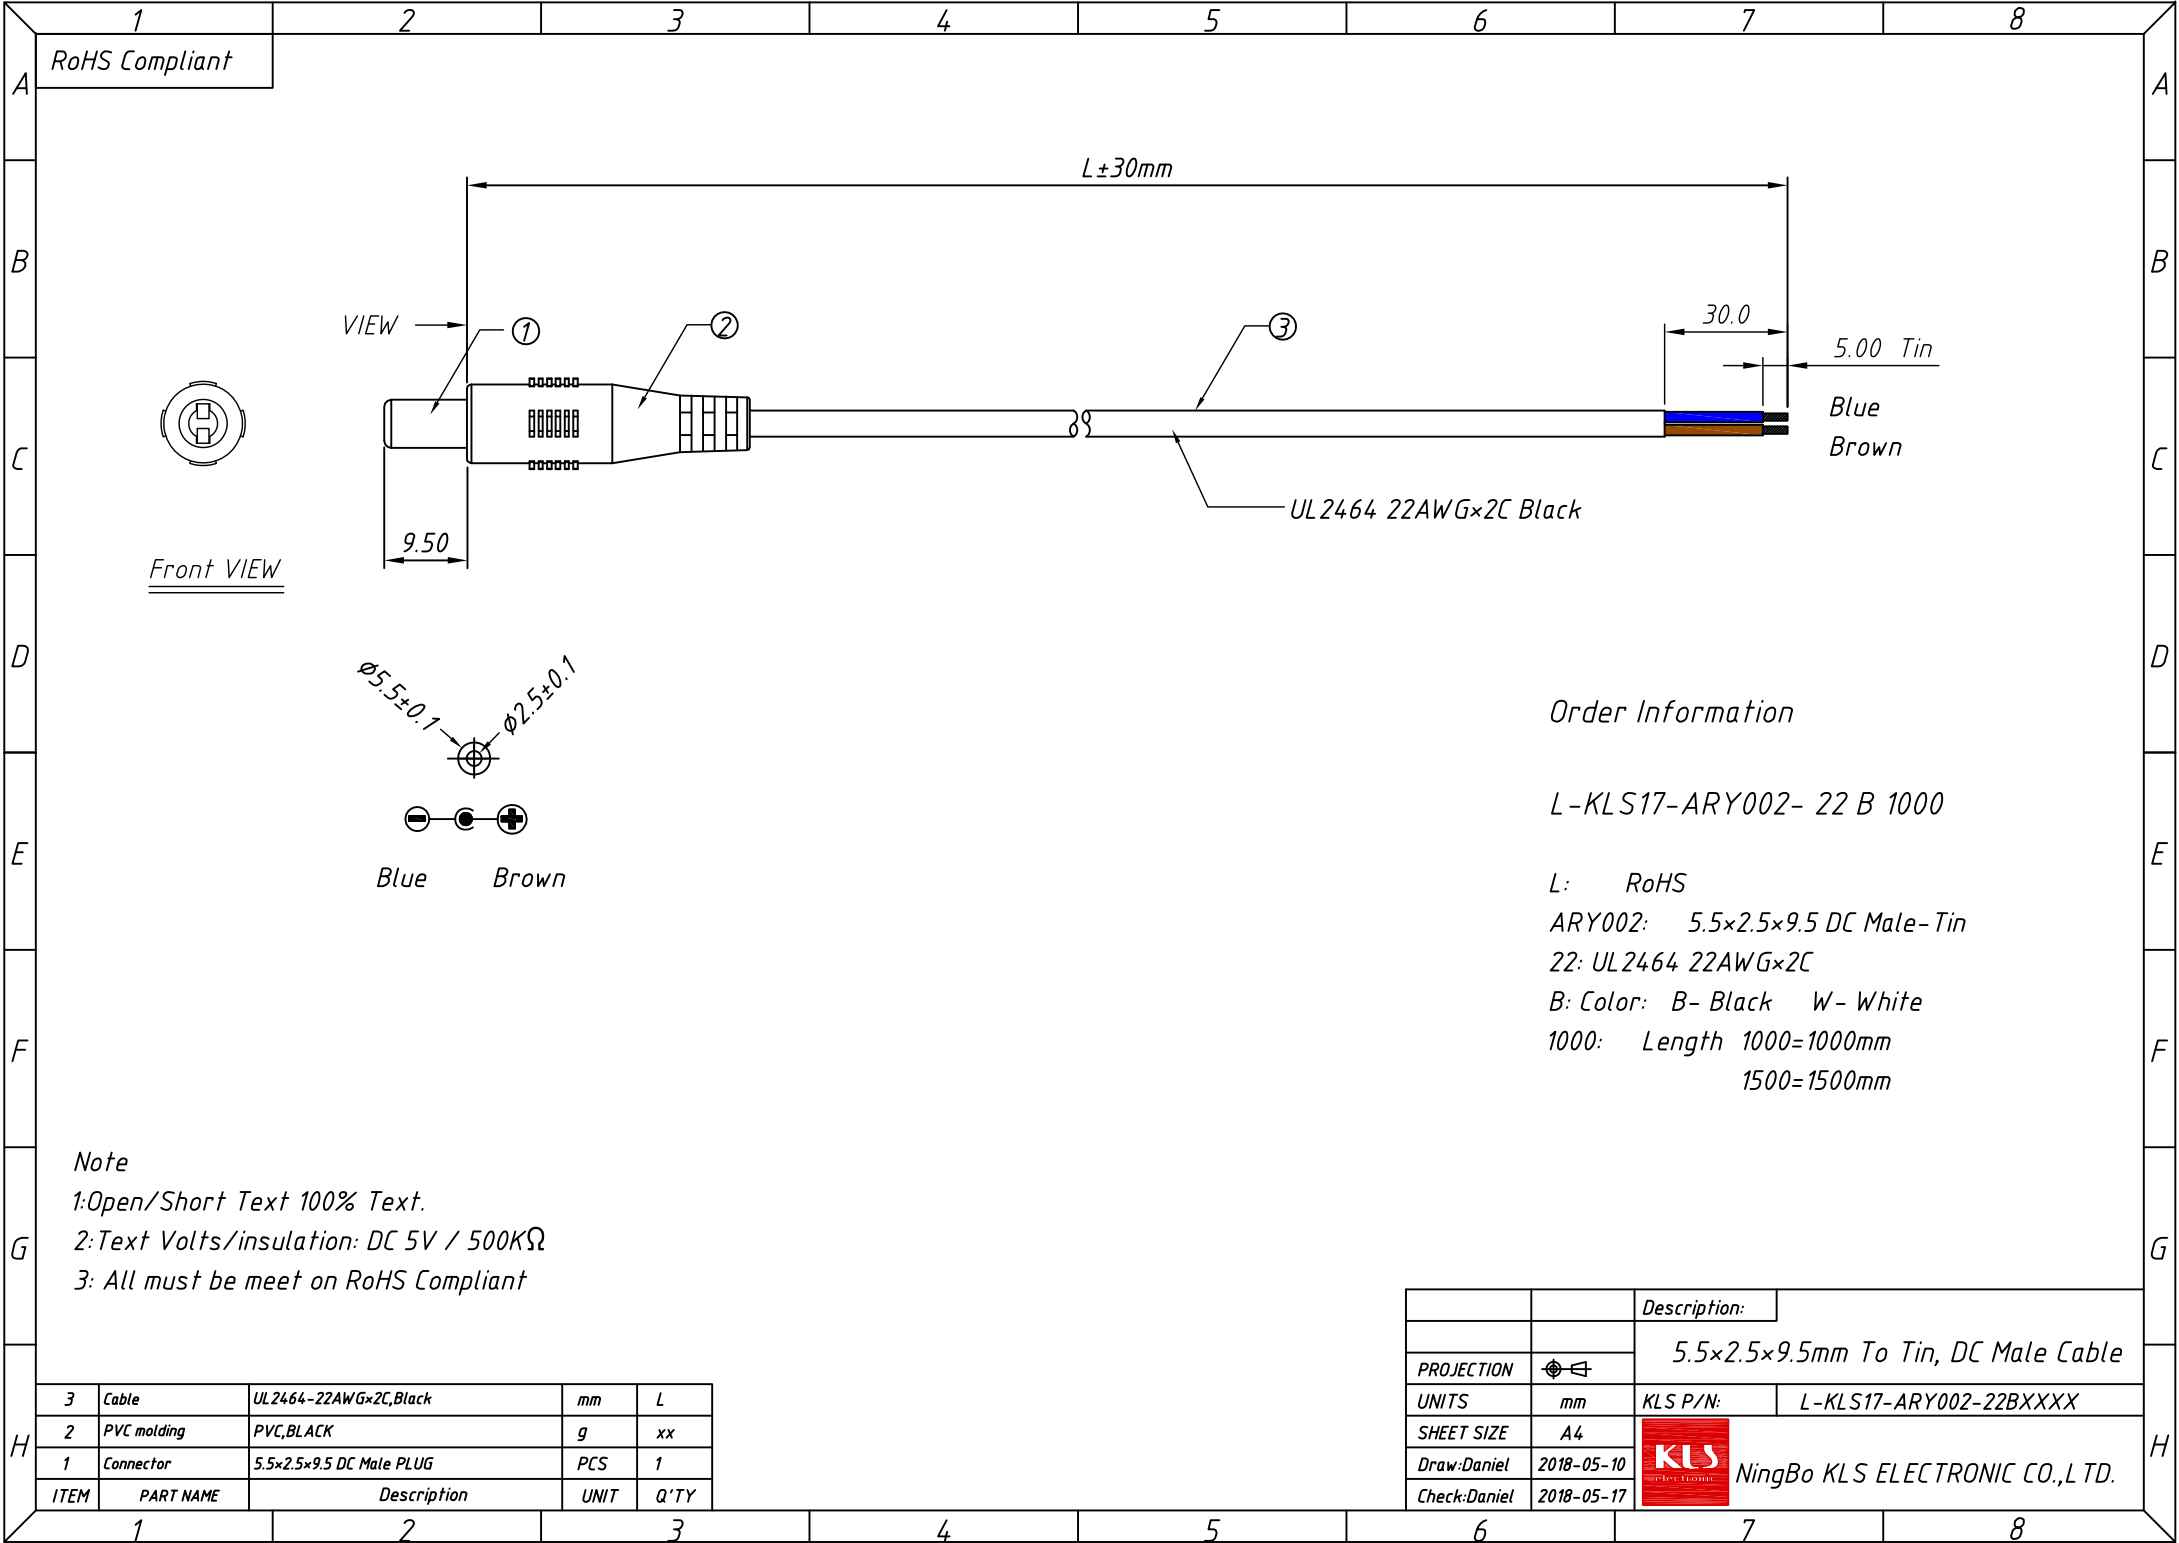 1 2 3 4 5 6 7 8
RoHS Compliant
A A
L±30mm
B B
VIEW
1
2
3
30.0
5.00 Tin
Blue
Brown
C C
UL2464 22AWG×2C Black
9.50
Front VIEW
D D
Ø5.5±0.1
Ø2.5±0.1
Blue Brown
Order Information
L-KLS17-ARY002- 22 B 1000
E E
L: RoHS
ARY002: 5.5×2.5×9.5 DC Male-Tin
22: UL2464 22AWG×2C
B: Color: B- Black W- White
1000: Length 1000=1000mm
1500=1500mm
F F
Note
1:Open/Short Text 100% Text.
2:Text Volts/insulation: DC 5V / 500KΩ
3: All must be meet on RoHS Compliant
G G
3 Cable UL2464-22AWG×2C,Black mm L
2 PVC molding PVC,BLACK g xx
1 Connector 5.5×2.5×9.5 DC Male PLUG PCS 1
ITEM PART NAME Description UNIT Q'TY
H H
Description:
5.5×2.5×9.5mm To Tin, DC Male Cable
PROJECTION
UNITS mm KLS P/N: L-KLS17-ARY002-22BXXXX
SHEET SIZE A4
Draw:Daniel 2018-05-10
Check:Daniel 2018-05-17
KLS
electronic
NingBo KLS ELECTRONIC CO.,LTD.
1 2 3 4 5 6 7 8